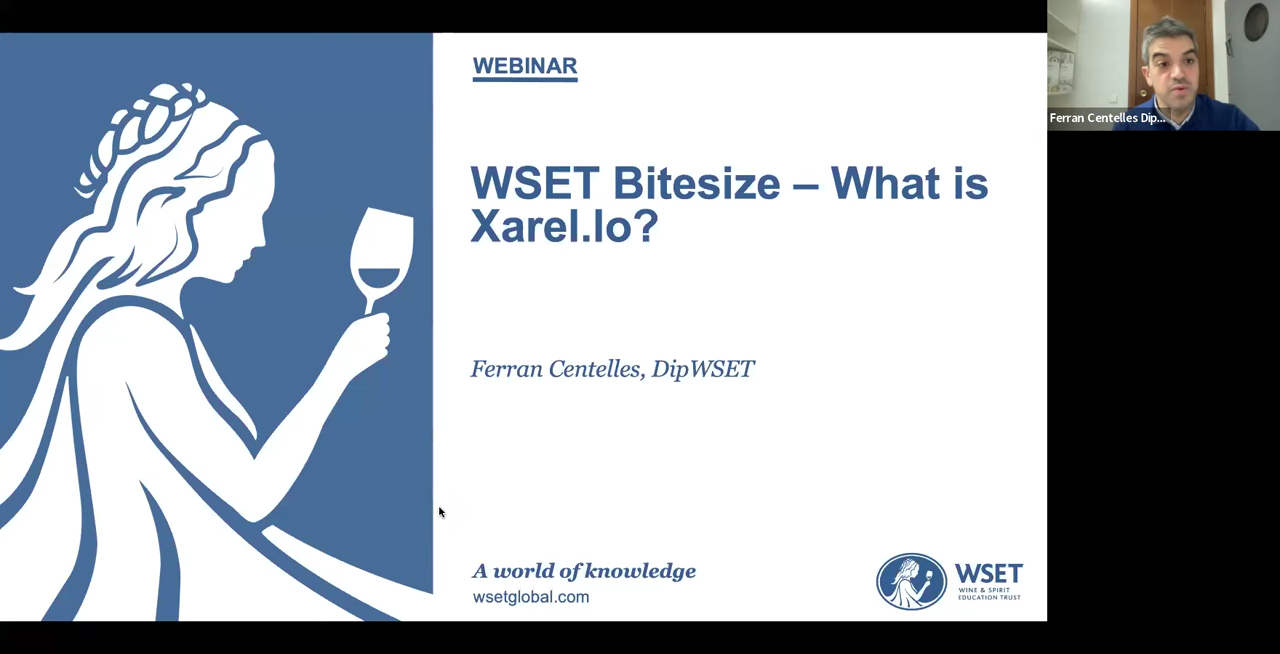 WEBINAR
WSET Bitesize – What is
Xarel.lo?
Ferran Centelles, DipWSET
A world of knowledge
wsetglobal.com
WSET
WINE & SPIRIT
EDUCATION TRUST
Ferran Centelles Dip...